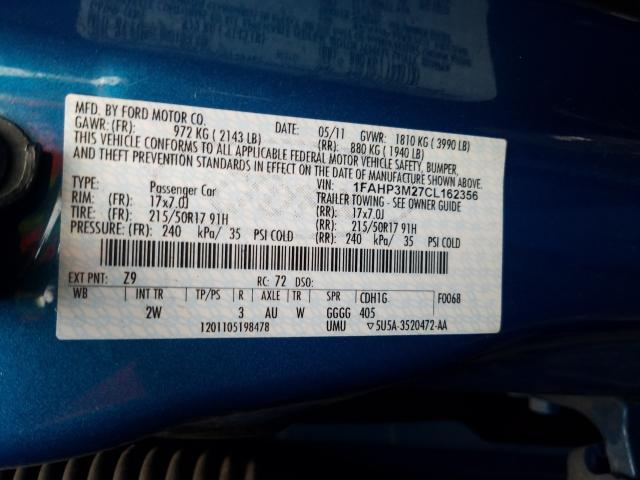 MFD. BY FORD MOTOR CO.
DATE: 05/11 GVWR: 1810 KG ( 3990 LB)
GAWR: (FR): 972 KG ( 2143 LB) (RR): 880 KG ( 1940 LB)
THIS VEHICLE CONFORMS TO ALL APPLICABLE FEDERAL MOTOR VEHICLE SAFETY, BUMPER,
AND THEFT PREVENTION STANDARDS IN EFFECT ON THE DATE OF MANUFACTURE SHOWN ABOVE.
VIN: 1FAHP3M27CL162356
Passenger Car TRAILER TOWING - SEE OWNER GUIDE
RIM: (FR): 17x7.0J (RR): 17x7.0J
TIRE: (FR): 215/50R17 91H (RR): 215/50R17 91H
PRESSURE: (FR): 240 kPa/ 35 PSI COLD (RR): 240 kPa/ 35 PSI COLD
EXT PNT: Z9 RC: 72 DSO:
WB INT TR TP/PS R AXLE TR SPR CDH1G F0068
2W 3 AU W GGGG 405
1201105198478 UMU ▽5U5A-3520472-AA